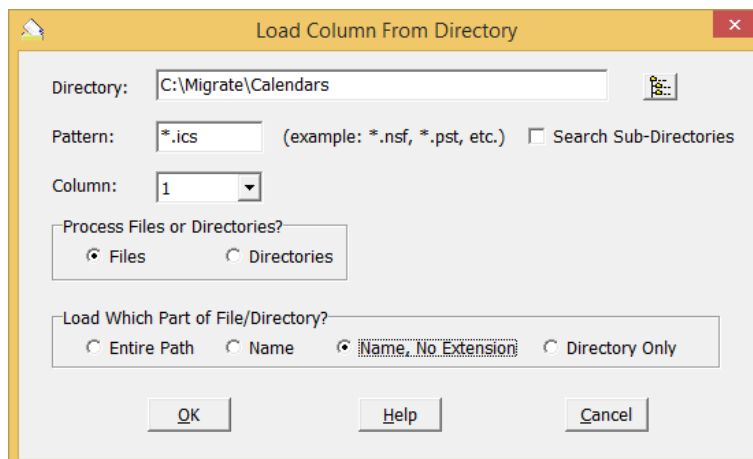 Load Column From Directory
Directory: C:\Migrate\Calendars
Pattern: *.ics (example: *.nsf, *.pst, etc.) Search Sub-Directories
Column: 1
Process Files or Directories?
Files Directories
Load Which Part of File/Directory?
Entire Path Name Name, No Extension Directory Only
OK Help Cancel